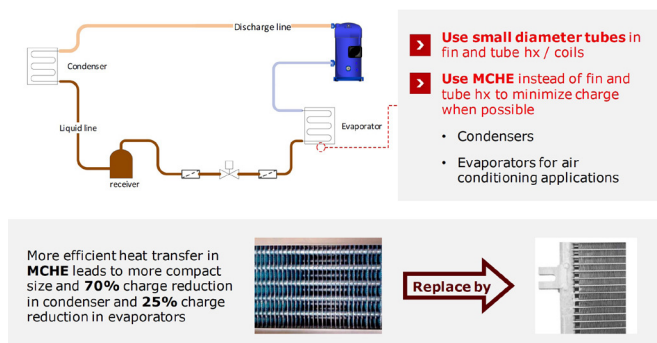 Discharge line
Condenser
Liquid line
receiver
Evaporator
Use small diameter tubes in
fin and tube hx / coils
Use MCHE instead of fin and
tube hx to minimize charge
when possible
• Condensers
• Evaporators for air
conditioning applications
More efficient heat transfer in
MCHE leads to more compact
size and 70% charge reduction
in condenser and 25% charge
reduction in evaporators
Replace by